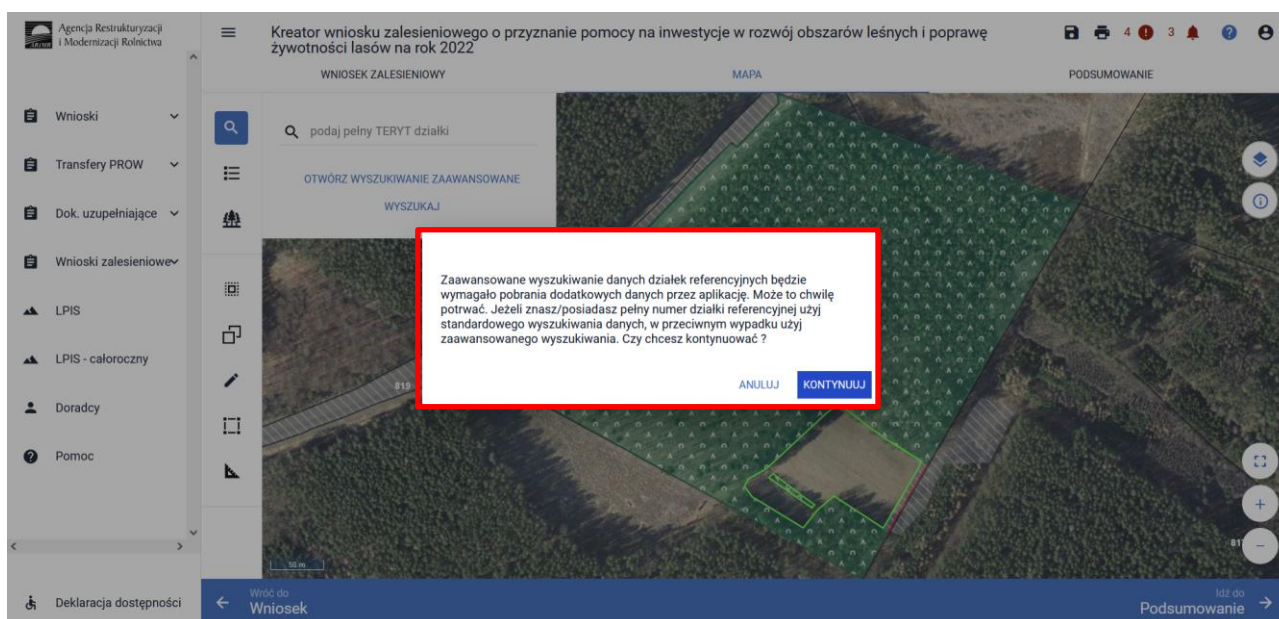 Agencja Restrukturyzacji
i Modernizacji Rolnictwa
ARiMR
Kreator wniosku zalesieniowego o przyznanie pomocy na inwestycje w rozwój obszarów leśnych i poprawę
żywotności lasów na rok 2022
4
3
WNIOSEK ZALESIENIOWY
MAPA
PODSUMOWANIE
Wnioski
Transfery PROW
Dok. uzupełniające
Wnioski zalesieniowe
LPIS
LPIS - całoroczny
Doradcy
Pomoc
Deklaracja dostępności
podaj pełny TERYT działki
OTWÓRZ WYSZUKIWANIE ZAAWANSOWANE
WYSZUKAJ
Zaawansowane wyszukiwanie danych działek referencyjnych będzie
wymagało pobrania dodatkowych danych przez aplikację. Może to chwilę
potrwać. Jeżeli znasz/posiadasz pełny numer działki referencyjnej użyj
standardowego wyszukiwania danych, w przeciwnym wypadku użyj
zaawansowanego wyszukiwania. Czy chcesz kontynuować ?
ANULUJ
KONTYNUUJ
819
50 m
Wróć do
Wniosek
Idź do
Podsumowanie